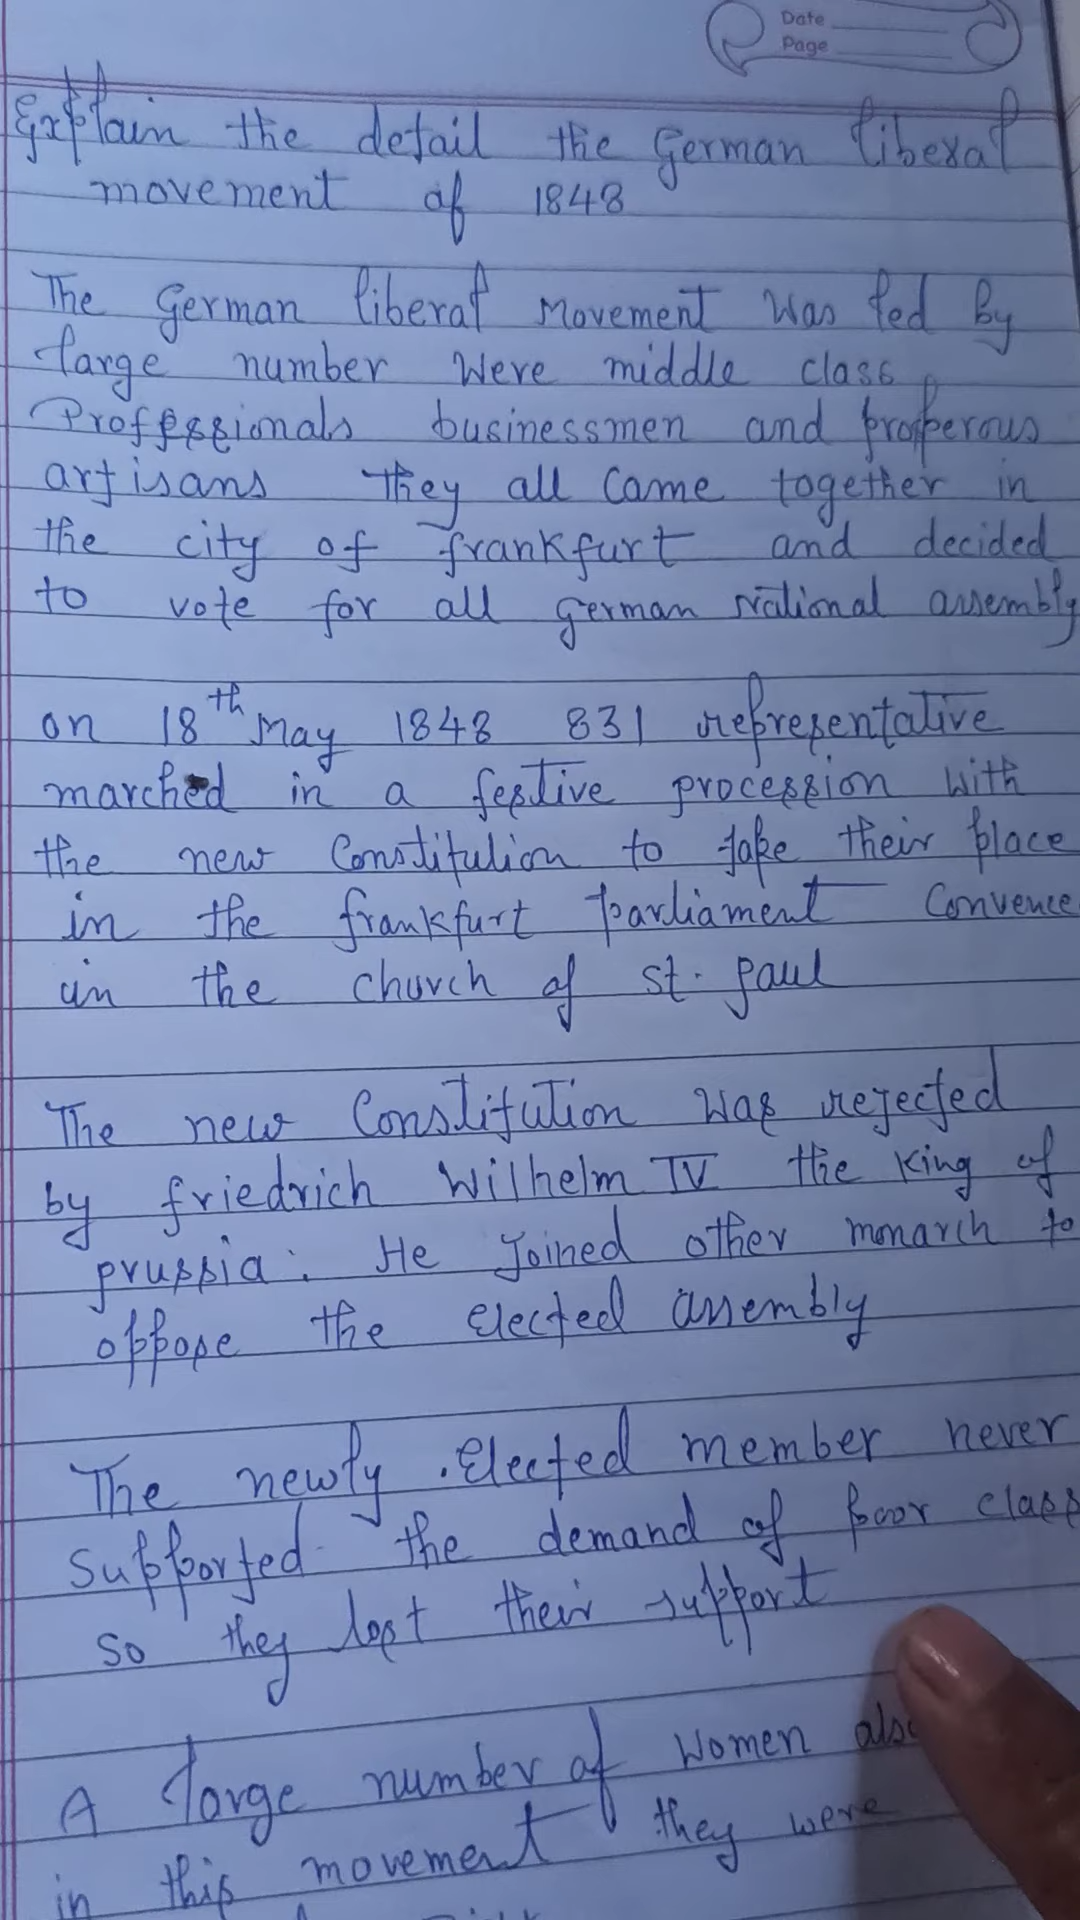 Date
Page
Explain the detail the German liberal
movement of 1848
The German liberal Movement was led By
large number were middle class
Professionals businessmen and prosperous
artisans They all came together in
the city of frankfurt and decided
to vote for all German National assembly
on 18th May 1848 831 representative
marched in a festive procession with
the new Constitution to take their place
in the frankfurt parliament Convence
in the church of st. paul
The new Constitution was rejected
by friedrich wilhelm IV the king of
prussia. He Joined other monarch to
oppose the elected assembly
The newly .Elected member never
supported the demand of poor class
so they lost their support
A large number of women also
in this movement they were